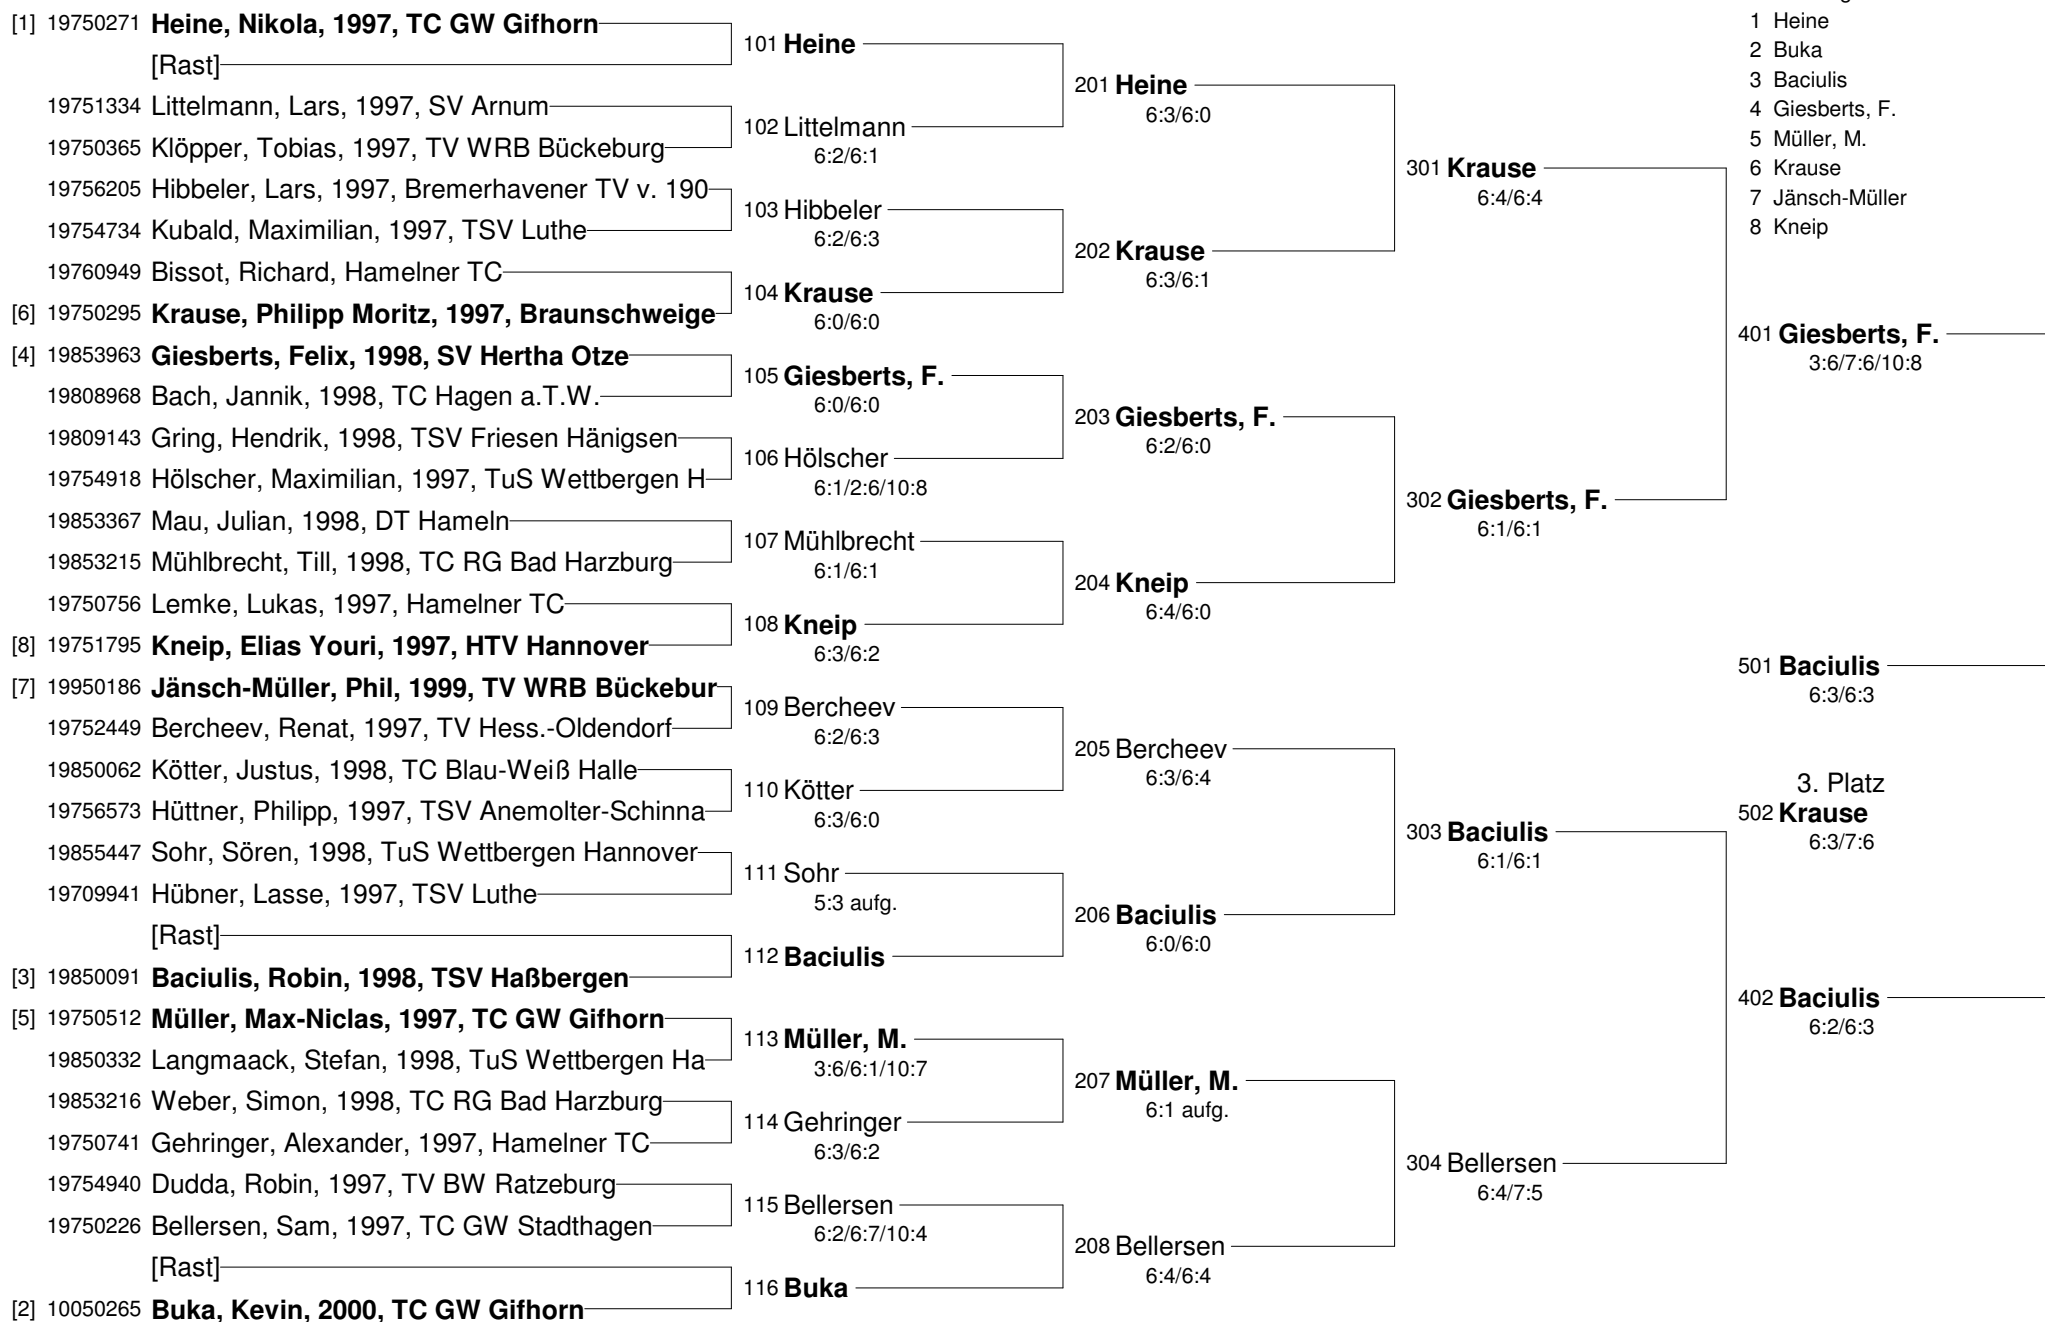 [1] 19750271 Heine, Nikola, 1997, TC GW Gifhorn
[Rast]
19751334 Littelmann, Lars, 1997, SV Arnum
19750365 Klöpper, Tobias, 1997, TV WRB Bückeburg
19756205 Hibbeler, Lars, 1997, Bremerhavener TV v. 190
19754734 Kubald, Maximilian, 1997, TSV Luthe
19760949 Bissot, Richard, Hamelner TC
[6] 19750295 Krause, Philipp Moritz, 1997, Braunschweige
[4] 19853963 Giesberts, Felix, 1998, SV Hertha Otze
19808968 Bach, Jannik, 1998, TC Hagen a.T.W.
19809143 Gring, Hendrik, 1998, TSV Friesen Hänigsen
19754918 Hölscher, Maximilian, 1997, TuS Wettbergen H
19853367 Mau, Julian, 1998, DT Hameln
19853215 Mühlbrecht, Till, 1998, TC RG Bad Harzburg
19750756 Lemke, Lukas, 1997, Hamelner TC
[8] 19751795 Kneip, Elias Youri, 1997, HTV Hannover
[7] 19950186 Jänsch-Müller, Phil, 1999, TV WRB Bückebur
19752449 Bercheev, Renat, 1997, TV Hess.-Oldendorf
19850062 Kötter, Justus, 1998, TC Blau-Weiß Halle
19756573 Hüttner, Philipp, 1997, TSV Anemolter-Schinna
19855447 Sohr, Sören, 1998, TuS Wettbergen Hannover
19709941 Hübner, Lasse, 1997, TSV Luthe
[Rast]
[3] 19850091 Baciulis, Robin, 1998, TSV Haßbergen
[5] 19750512 Müller, Max-Niclas, 1997, TC GW Gifhorn
19850332 Langmaack, Stefan, 1998, TuS Wettbergen Ha
19853216 Weber, Simon, 1998, TC RG Bad Harzburg
19750741 Gehringer, Alexander, 1997, Hamelner TC
19754940 Dudda, Robin, 1997, TV BW Ratzeburg
19750226 Bellersen, Sam, 1997, TC GW Stadthagen
[Rast]
[2] 10050265 Buka, Kevin, 2000, TC GW Gifhorn
101 Heine
102 Littelmann
6:2/6:1
103 Hibbeler
6:2/6:3
104 Krause
6:0/6:0
105 Giesberts, F.
6:0/6:0
106 Hölscher
6:1/2:6/10:8
107 Mühlbrecht
6:1/6:1
108 Kneip
6:3/6:2
109 Bercheev
6:2/6:3
110 Kötter
6:3/6:0
111 Sohr
5:3 aufg.
112 Baciulis
113 Müller, M.
3:6/6:1/10:7
114 Gehringer
6:3/6:2
115 Bellersen
6:2/6:7/10:4
116 Buka
201 Heine
6:3/6:0
202 Krause
6:3/6:1
203 Giesberts, F.
6:2/6:0
204 Kneip
6:4/6:0
205 Bercheev
6:3/6:4
206 Baciulis
6:0/6:0
207 Müller, M.
6:1 aufg.
208 Bellersen
6:4/6:4
301 Krause
6:4/6:4
302 Giesberts, F.
6:1/6:1
303 Baciulis
6:1/6:1
304 Bellersen
6:4/7:5
1 Heine
2 Buka
3 Baciulis
4 Giesberts, F.
5 Müller, M.
6 Krause
7 Jänsch-Müller
8 Kneip
401 Giesberts, F.
3:6/7:6/10:8
501 Baciulis
6:3/6:3
3. Platz
502 Krause
6:3/7:6
402 Baciulis
6:2/6:3